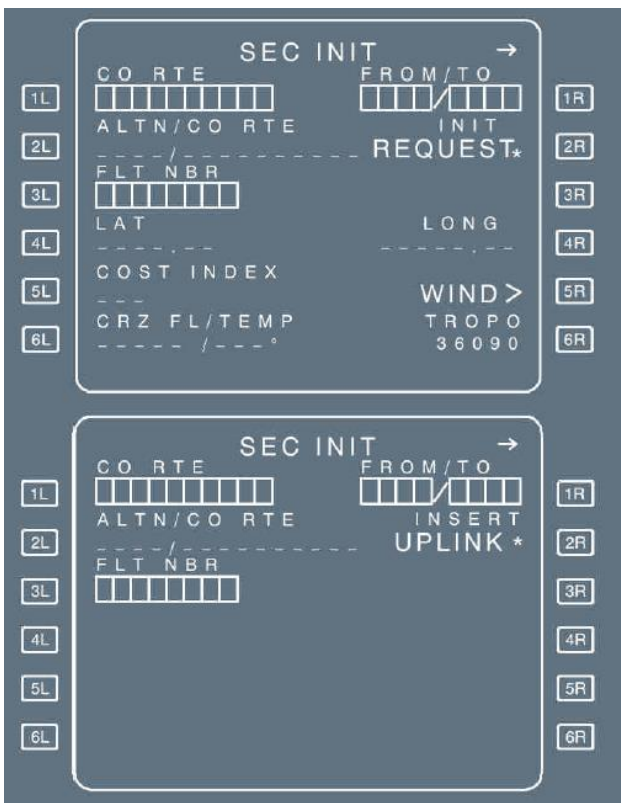 SEC INIT →
CO RTE FROM/TO
1L / 1R
ALTN/CO RTE INIT
2L ----/---------- REQUEST* 2R
FLT NBR
3L 3R
LAT LONG
4L ----.-- -----.-- 4R
COST INDEX
5L --- WIND > 5R
CRZ FL/TEMP TROPO
6L ----- /---° 36090 6R
SEC INIT →
CO RTE FROM/TO
1L / 1R
ALTN/CO RTE INSERT
2L ----/---------- UPLINK * 2R
FLT NBR
3L 3R
4L 4R
5L 5R
6L 6R